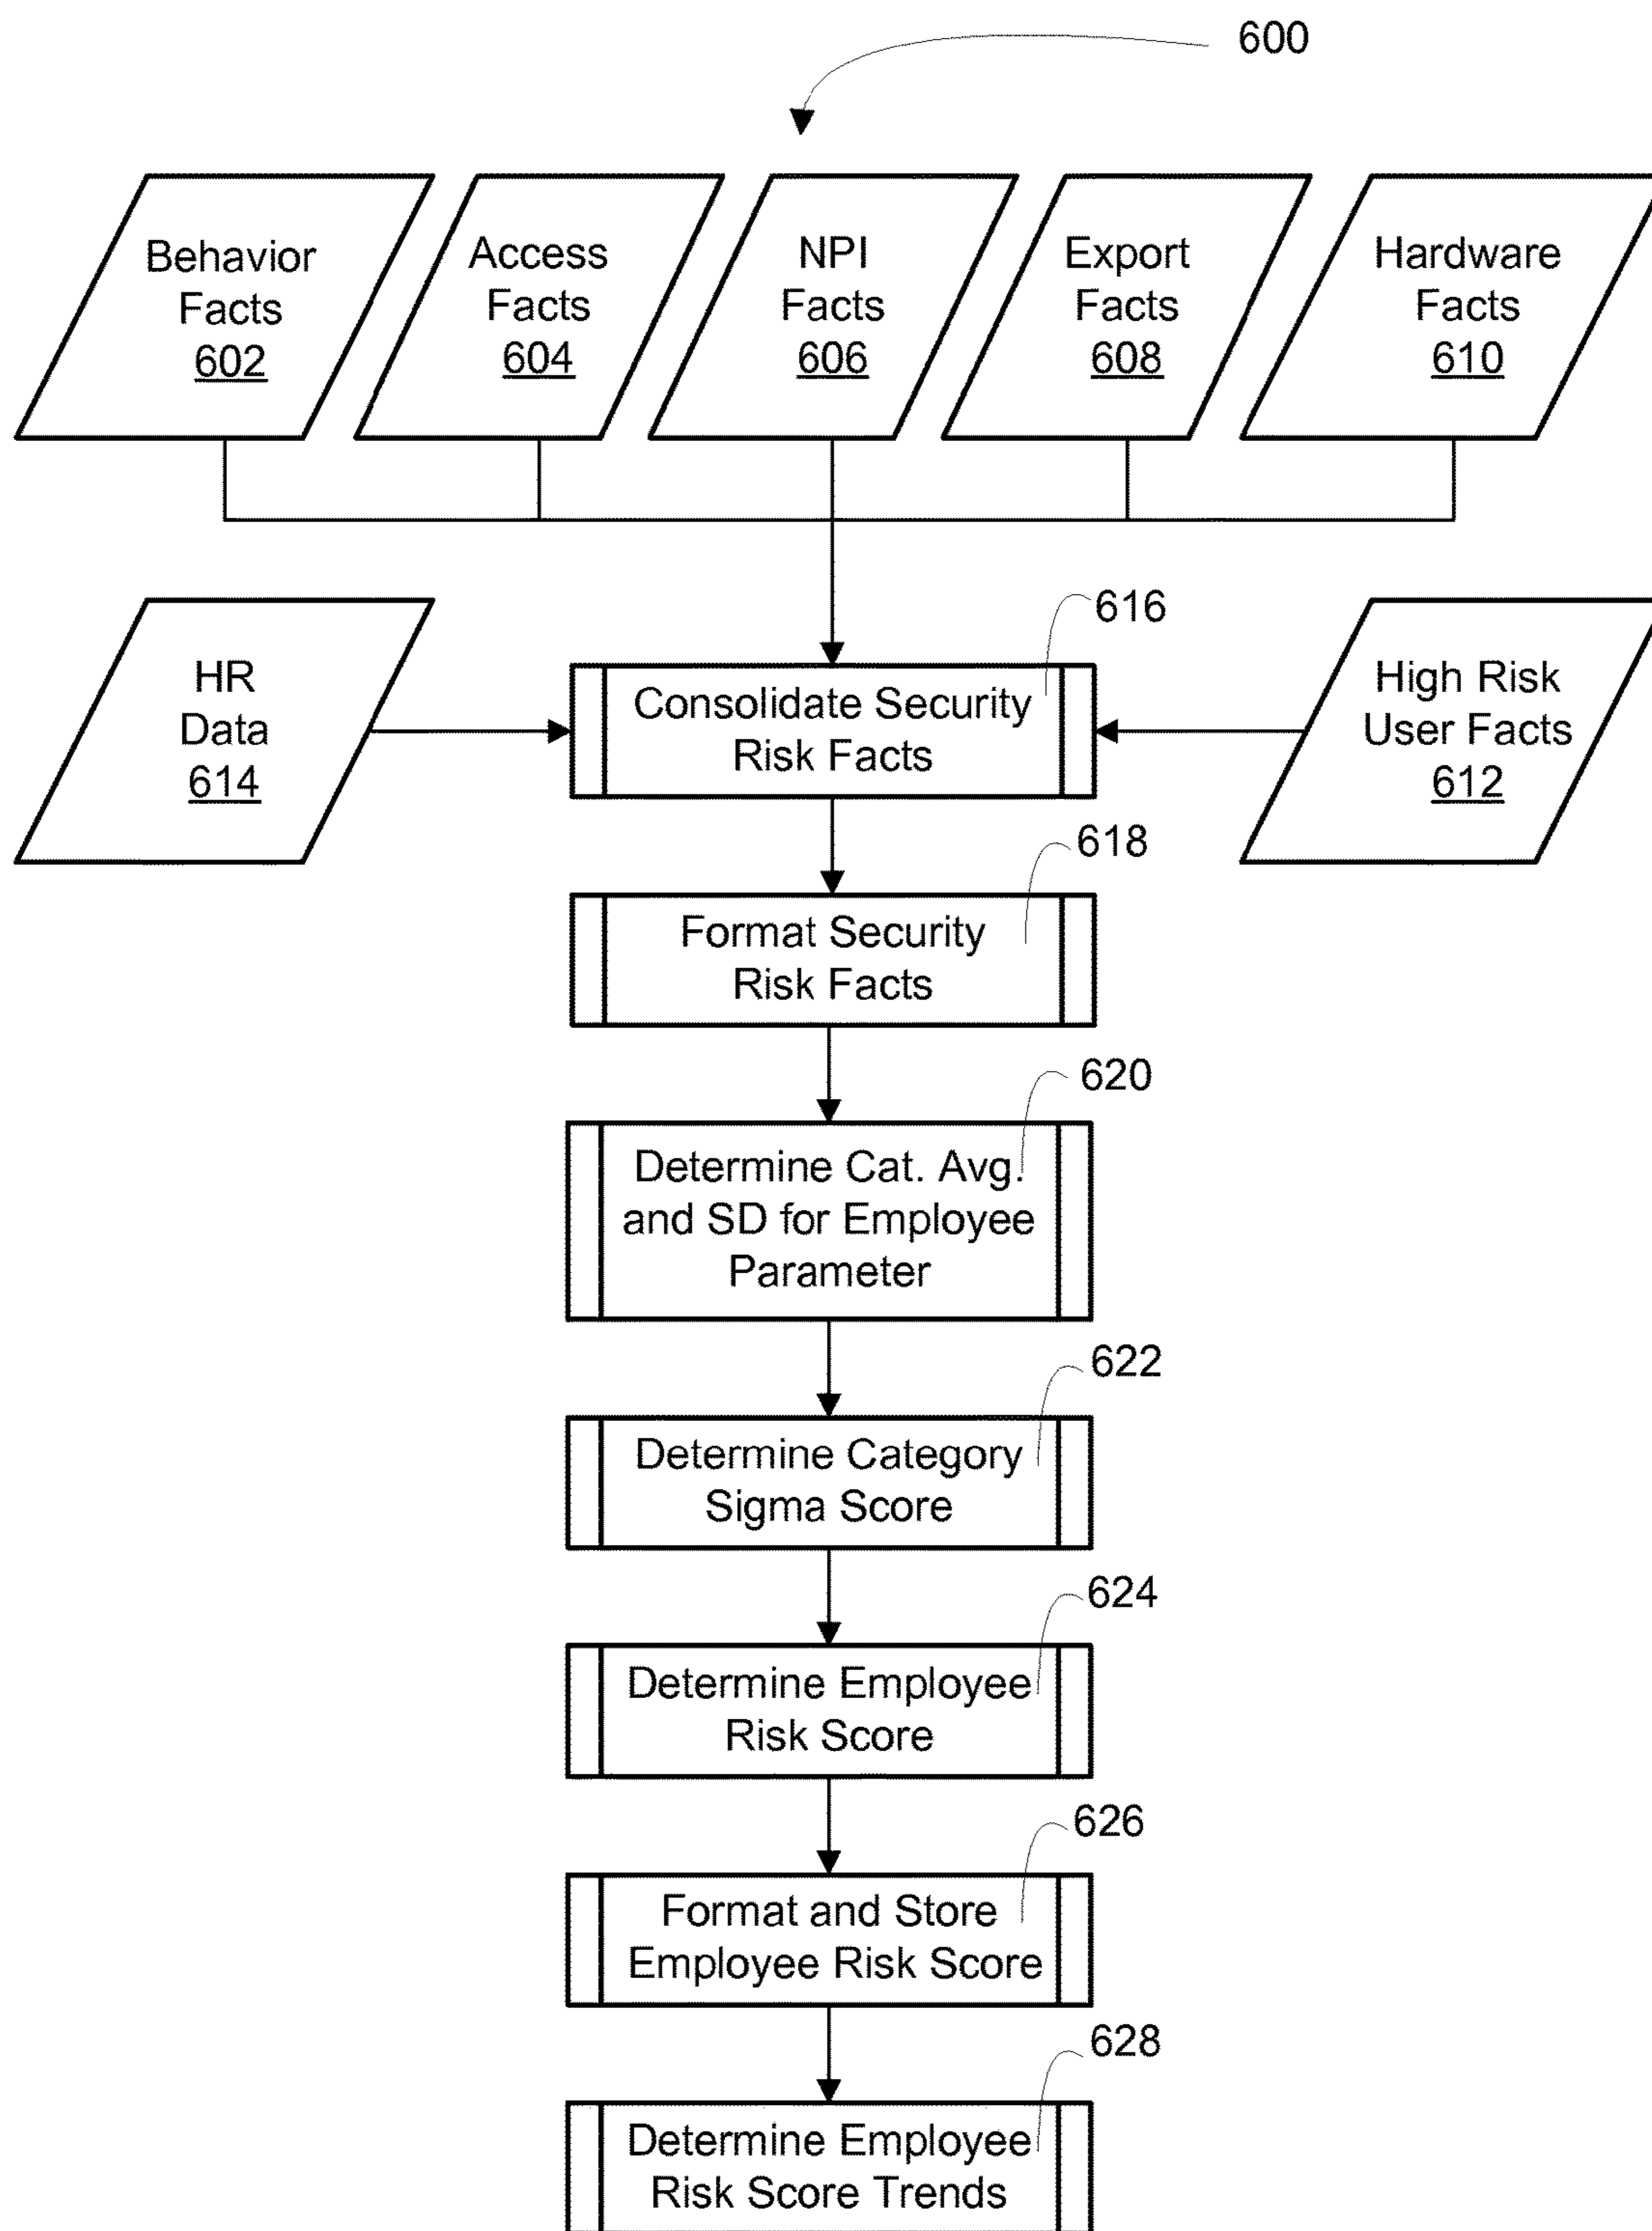 600
Behavior
Facts
602
Access
Facts
604
NPI
Facts
606
Export
Facts
608
Hardware
Facts
610
616
HR
Data
614
Consolidate Security
Risk Facts
High Risk
User Facts
612
618
Format Security
Risk Facts
620
Determine Cat. Avg.
and SD for Employee
Parameter
622
Determine Category
Sigma Score
624
Determine Employee
Risk Score
626
Format and Store
Employee Risk Score
628
Determine Employee
Risk Score Trends